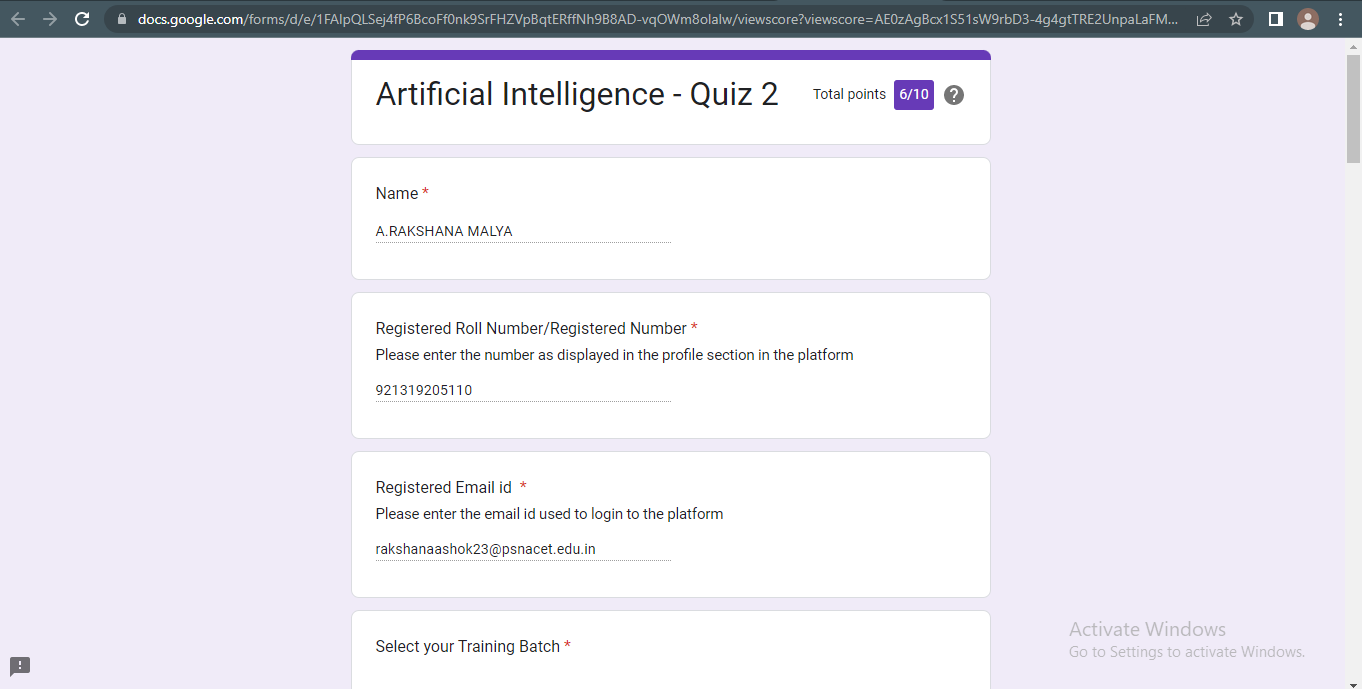 docs.google.com/forms/d/e/1FAIpQLSej4fP6BcoFf0nk9SrFHZVpBqtERffNh9B8AD-vqOWm8olalw/viewscore?viewscore=AE0zAgBcx1S51sW9rbD3-4g4gtTRE2UnpaLaFM...
Artificial Intelligence - Quiz 2
Total points 6/10
Name *
A.RAKSHANA MALYA
Registered Roll Number/Registered Number *
Please enter the number as displayed in the profile section in the platform
921319205110
Registered Email id *
Please enter the email id used to login to the platform
rakshanaashok23@psnacet.edu.in
Select your Training Batch *
Activate Windows
Go to Settings to activate Windows.